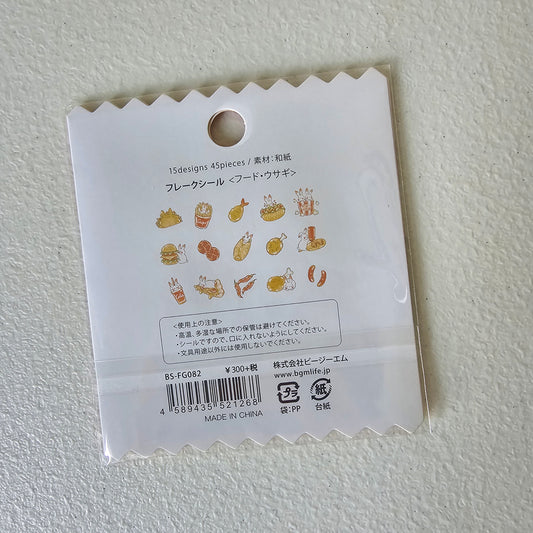 15designs 45pieces / 素材:和紙
フレークシール <フード・ウサギ>
<使用上の注意>
・高温、多湿な場所での保管は避けてください。
・シールですので、口に入れないようにしてください。
・文具用途以外には使用しないでください。
BS-FG082 ¥300+税
4 589435 521268
MADE IN CHINA
株式会社ビージーエム
www.bgmlife.jp
プラ 紙
袋:PP 台紙